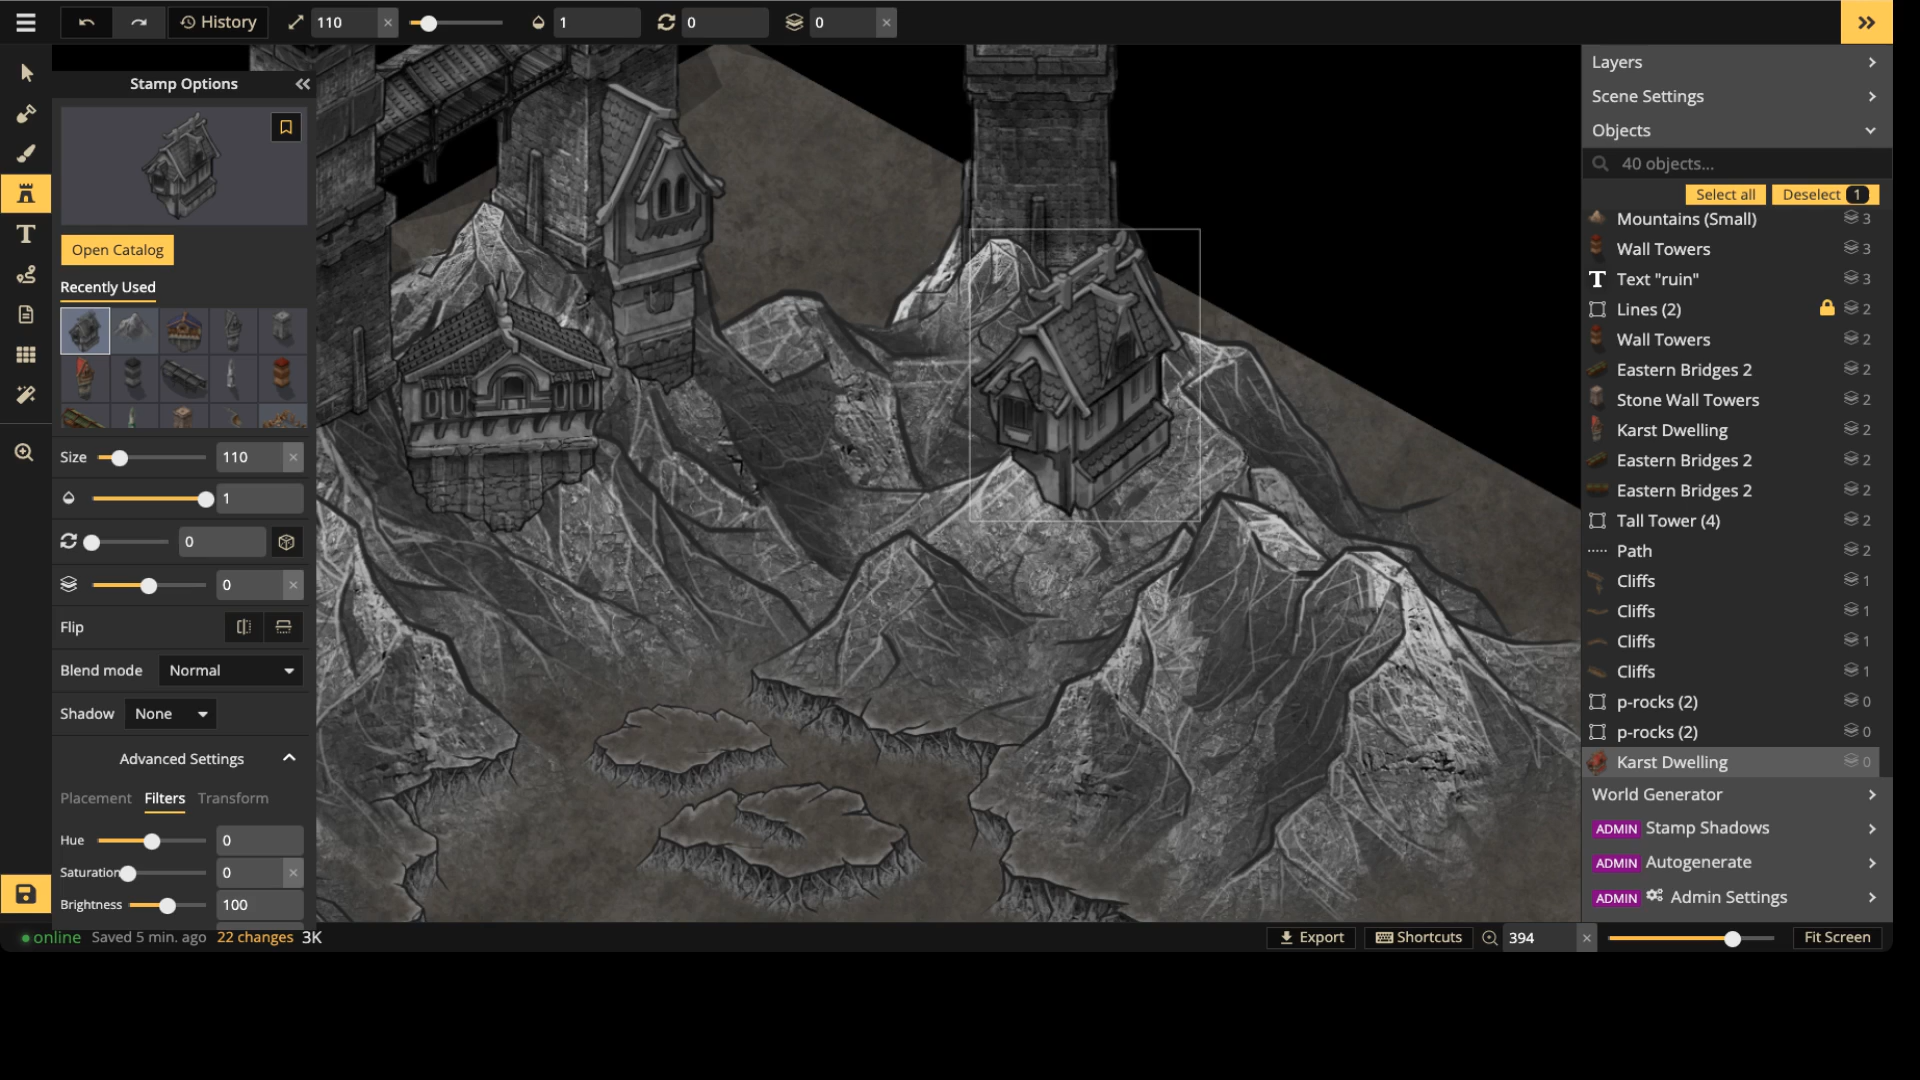 History
110
1
0
0
Stamp Options
Open Catalog
Recently Used
Size
110
1
0
0
Flip
Blend mode
Normal
Shadow
None
Advanced Settings
Placement
Filters
Transform
Hue
0
Saturation
0
Brightness
100
Layers
Scene Settings
Objects
40 objects...
Select all
Deselect 1
Mountains (Small) 3
Wall Towers 3
Text "ruin" 3
Lines (2) 2
Wall Towers 2
Eastern Bridges 2 2
Stone Wall Towers 2
Karst Dwelling 2
Eastern Bridges 2 2
Eastern Bridges 2 2
Tall Tower (4) 2
Path 2
Cliffs 1
Cliffs 1
Cliffs 1
Cliffs 1
p-rocks (2) 0
p-rocks (2) 0
Karst Dwelling 0
World Generator
ADMIN Stamp Shadows
ADMIN Autogenerate
ADMIN Admin Settings
online Saved 5 min. ago 22 changes 3K
Export
Shortcuts
394
Fit Screen